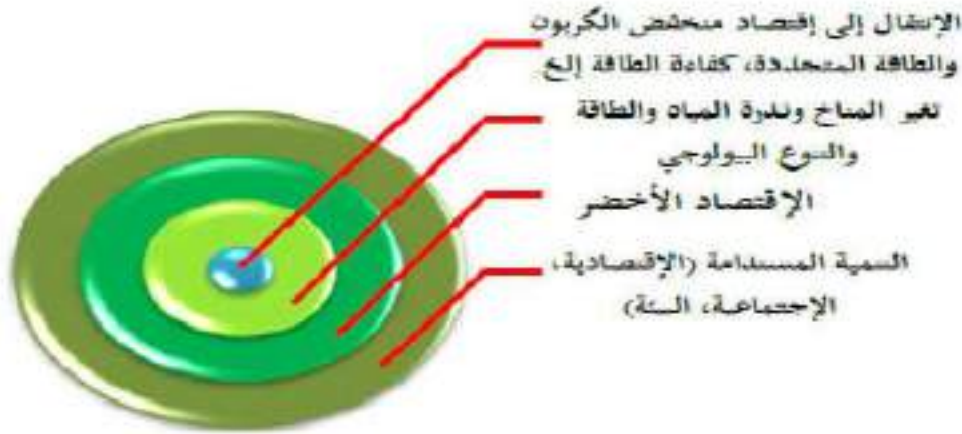 الإنتقال إلى إقتصاد منخفض الكربون
والطاقة المتجددة، كفاءة الطاقة إلخ
تغير المناخ وندرة المياه والطاقة
والتنوع البيولوجي
الإقتصاد الأخضر
التنمية المستدامة (الإقتصادية،
الإجتماعية، البيئة)